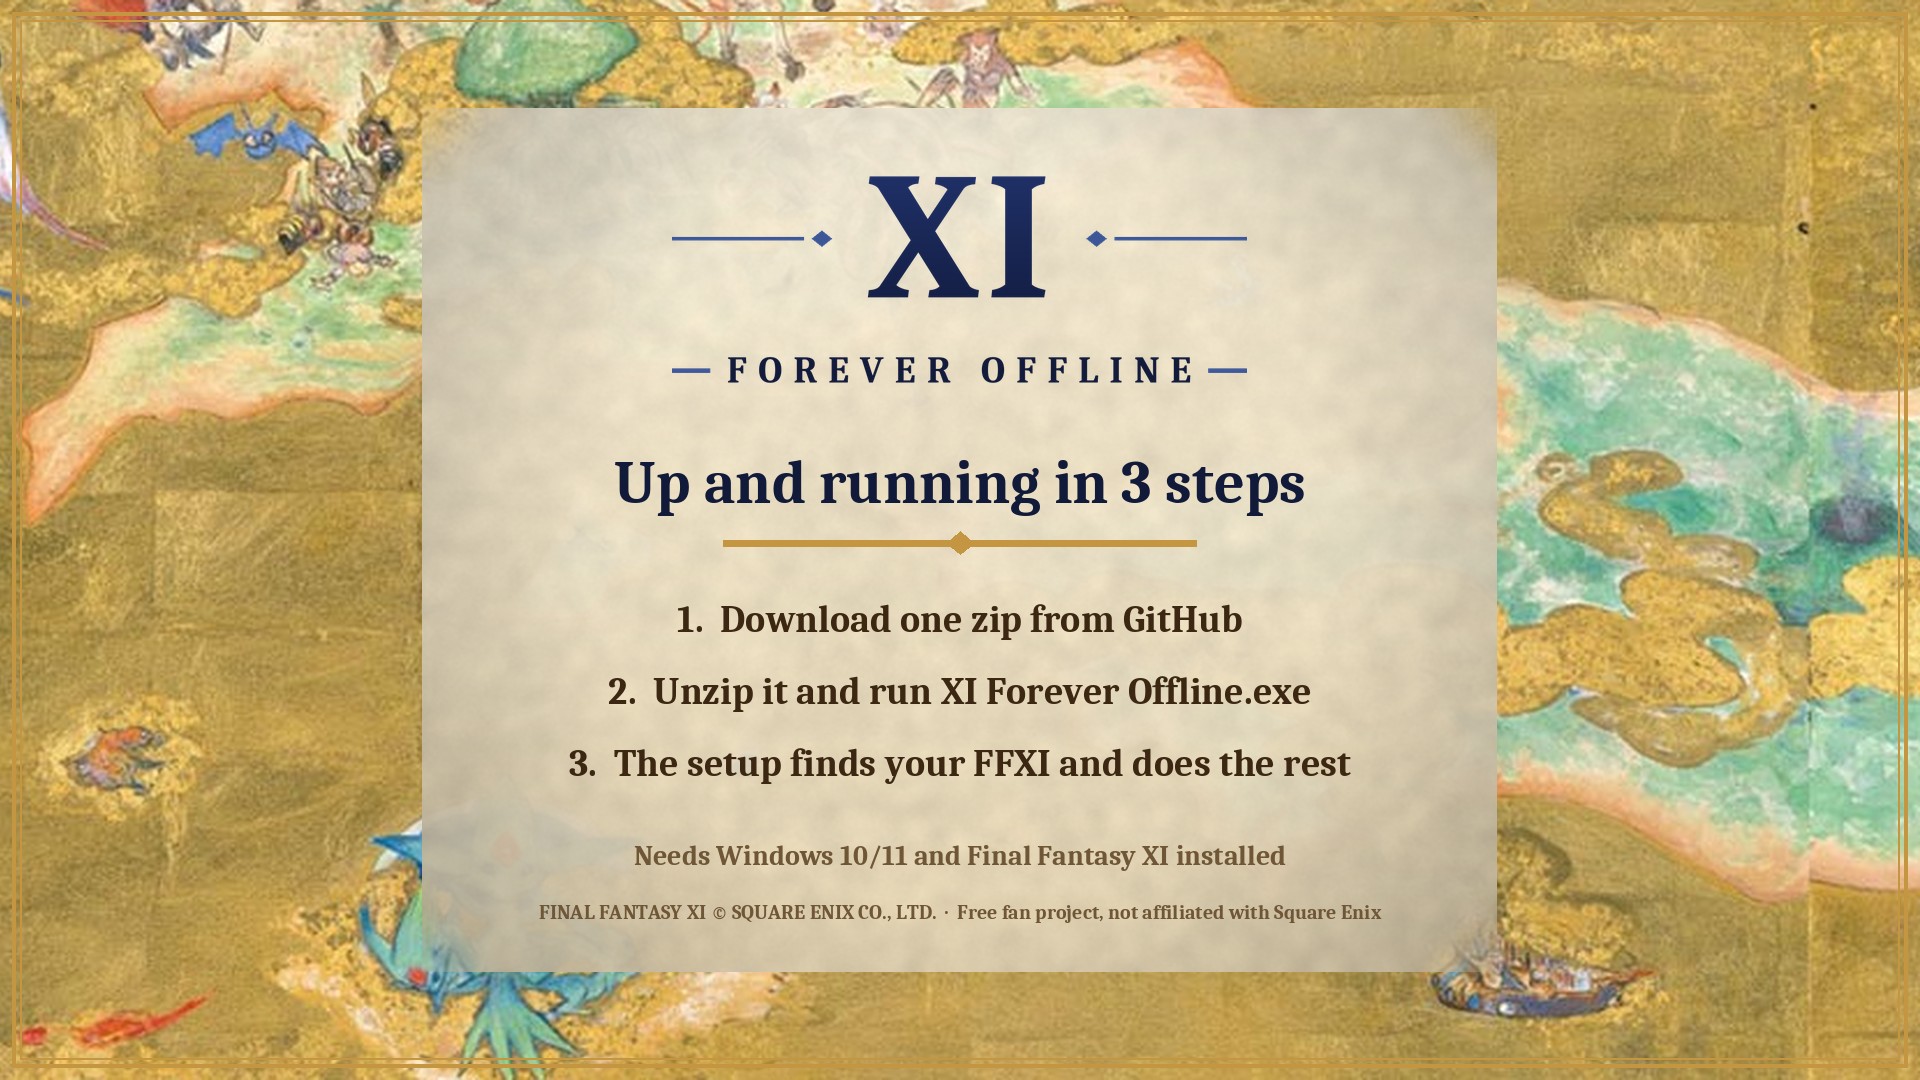 XI
FOREVER OFFLINE
Up and running in 3 steps
1. Download one zip from GitHub
2. Unzip it and run XI Forever Offline.exe
3. The setup finds your FFXI and does the rest
Needs Windows 10/11 and Final Fantasy XI installed
FINAL FANTASY XI © SQUARE ENIX CO., LTD. · Free fan project, not affiliated with Square Enix